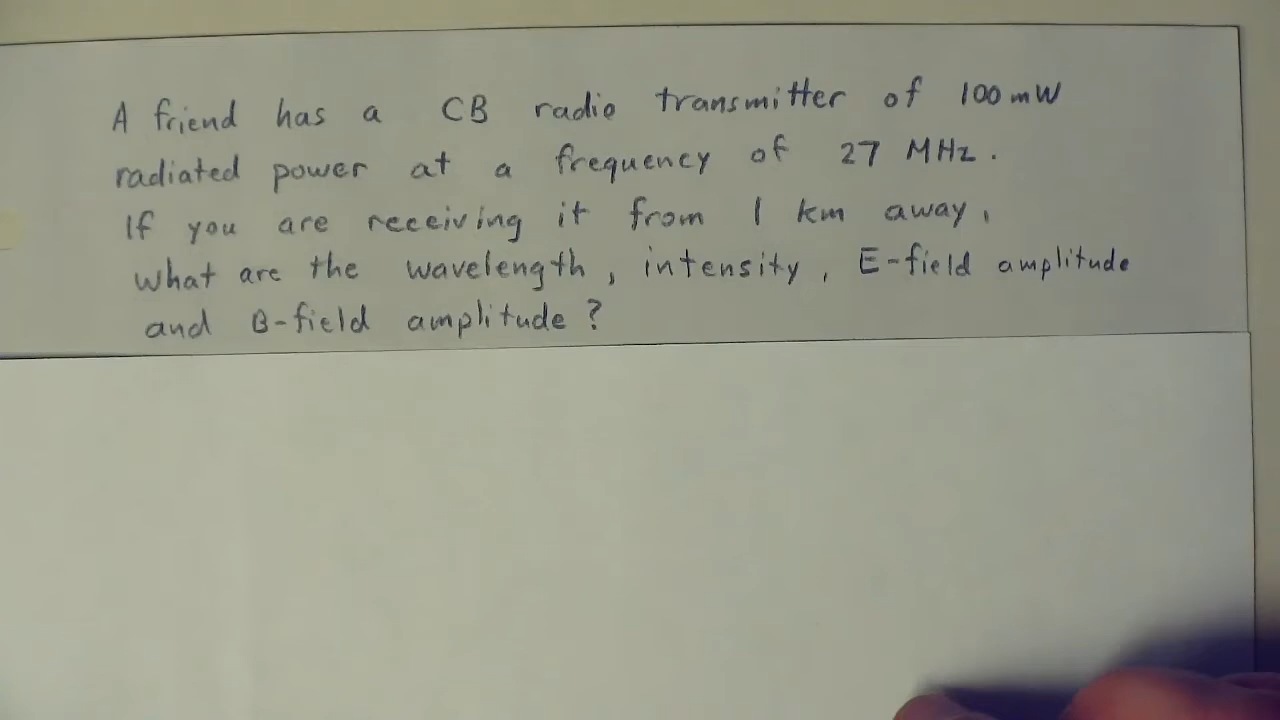 A friend has a CB radio transmitter of 100 mW
radiated power at a frequency of 27 MHz.
If you are receiving it from 1 km away,
what are the wavelength, intensity, E-field amplitude
and B-field amplitude?